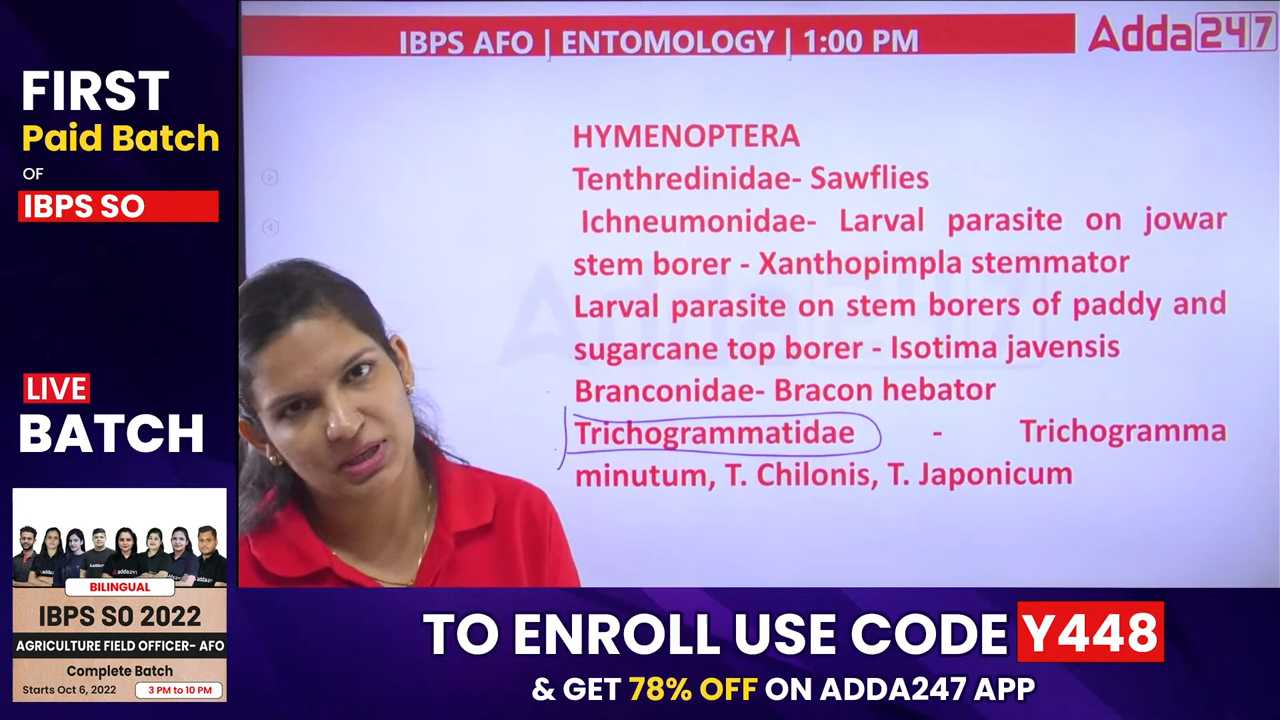 FIRST
Paid Batch
OF
IBPS SO
LIVE
BATCH
BILINGUAL
IBPS SO 2022
AGRICULTURE FIELD OFFICER- AFO
Complete Batch
Starts Oct 6, 2022
3 PM to 10 PM
IBPS AFO | ENTOMOLOGY | 1:00 PM
Adda247
HYMENOPTERA
Tenthredinidae- Sawflies
Ichneumonidae- Larval parasite on jowar
stem borer - Xanthopimpla stemmator
Larval parasite on stem borers of paddy and
sugarcane top borer - Isotima javensis
Branconidae- Bracon hebator
Trichogrammatidae - Trichogramma
minutum, T. Chilonis, T. Japonicum
TO ENROLL USE CODE Y448
& GET 78% OFF ON ADDA247 APP